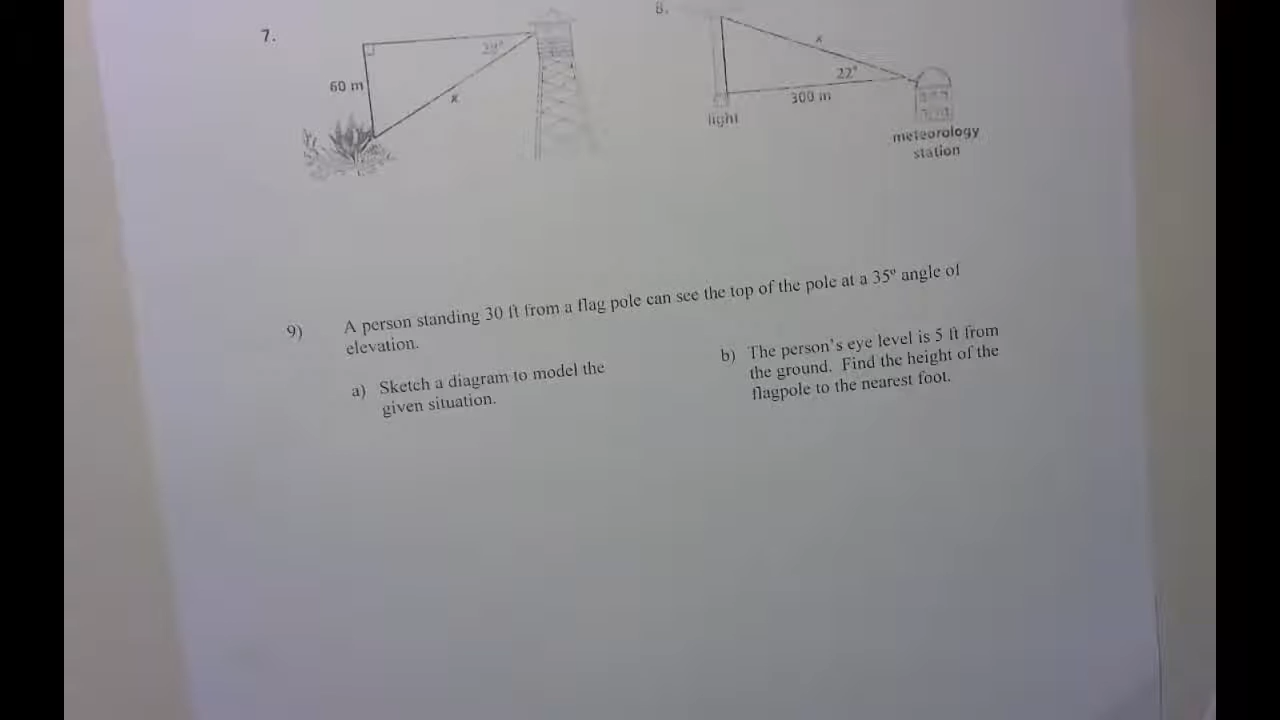 7.
8.
60 m
x
x
22°
300 m
light
meteorology
station
9) A person standing 30 ft from a flag pole can see the top of the pole at a 35° angle of
elevation.
a) Sketch a diagram to model the
given situation.
b) The person's eye level is 5 ft from
the ground. Find the height of the
flagpole to the nearest foot.